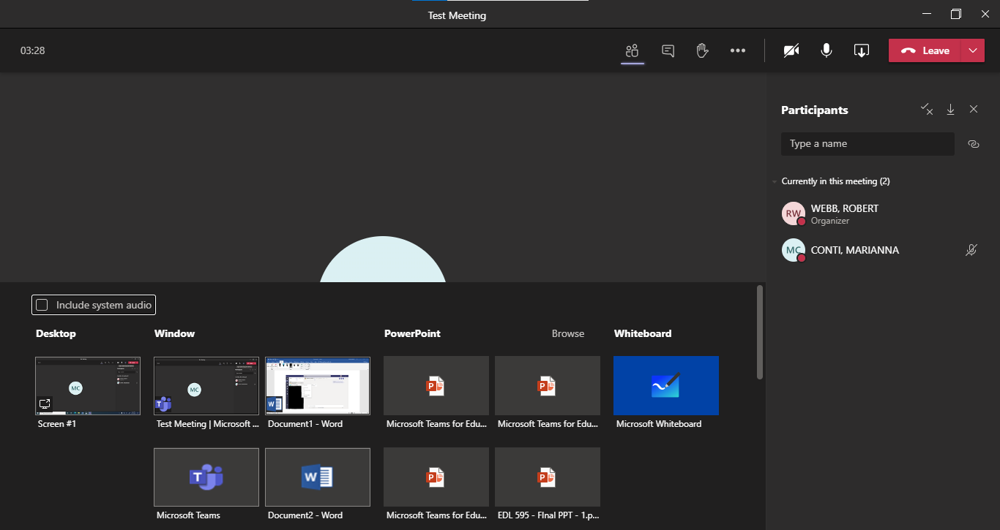 Test Meeting
03:28
Leave
Participants
Type a name
Currently in this meeting (2)
RW
WEBB, ROBERT
Organizer
MC
CONTI, MARIANNA
Include system audio
Desktop
Window
PowerPoint
Browse
Whiteboard
MC
MC
Screen #1
Test Meeting | Microsoft ...
Document1 - Word
Microsoft Teams for Edu...
Microsoft Teams for Edu...
Microsoft Whiteboard
Microsoft Teams
Document2 - Word
Microsoft Teams for Edu...
EDL 595 - FInal PPT - 1.p...